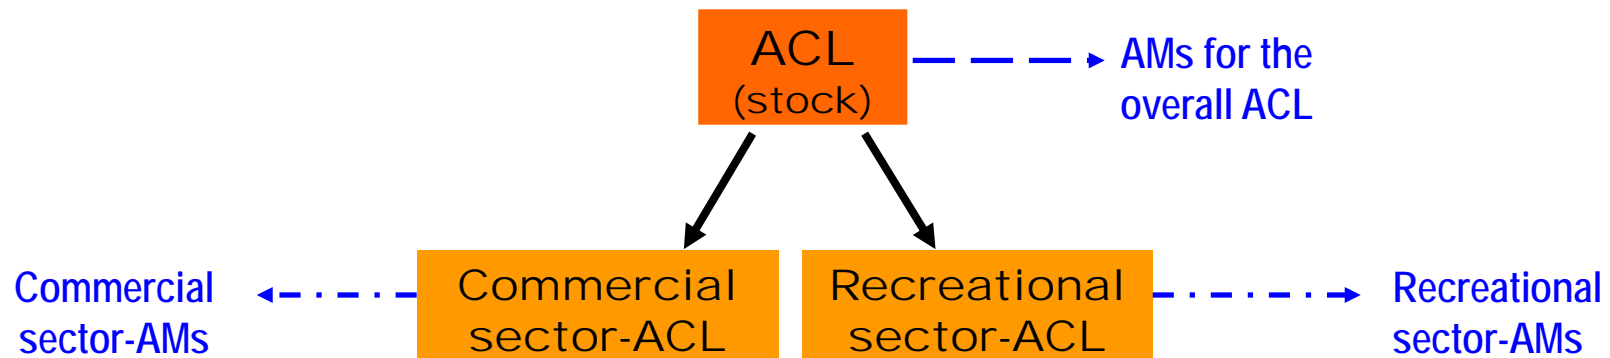 ACL
(stock)
AMs for the
overall ACL
Commercial
sector-AMs
Commercial
sector-ACL
Recreational
sector-ACL
Recreational
sector-AMs